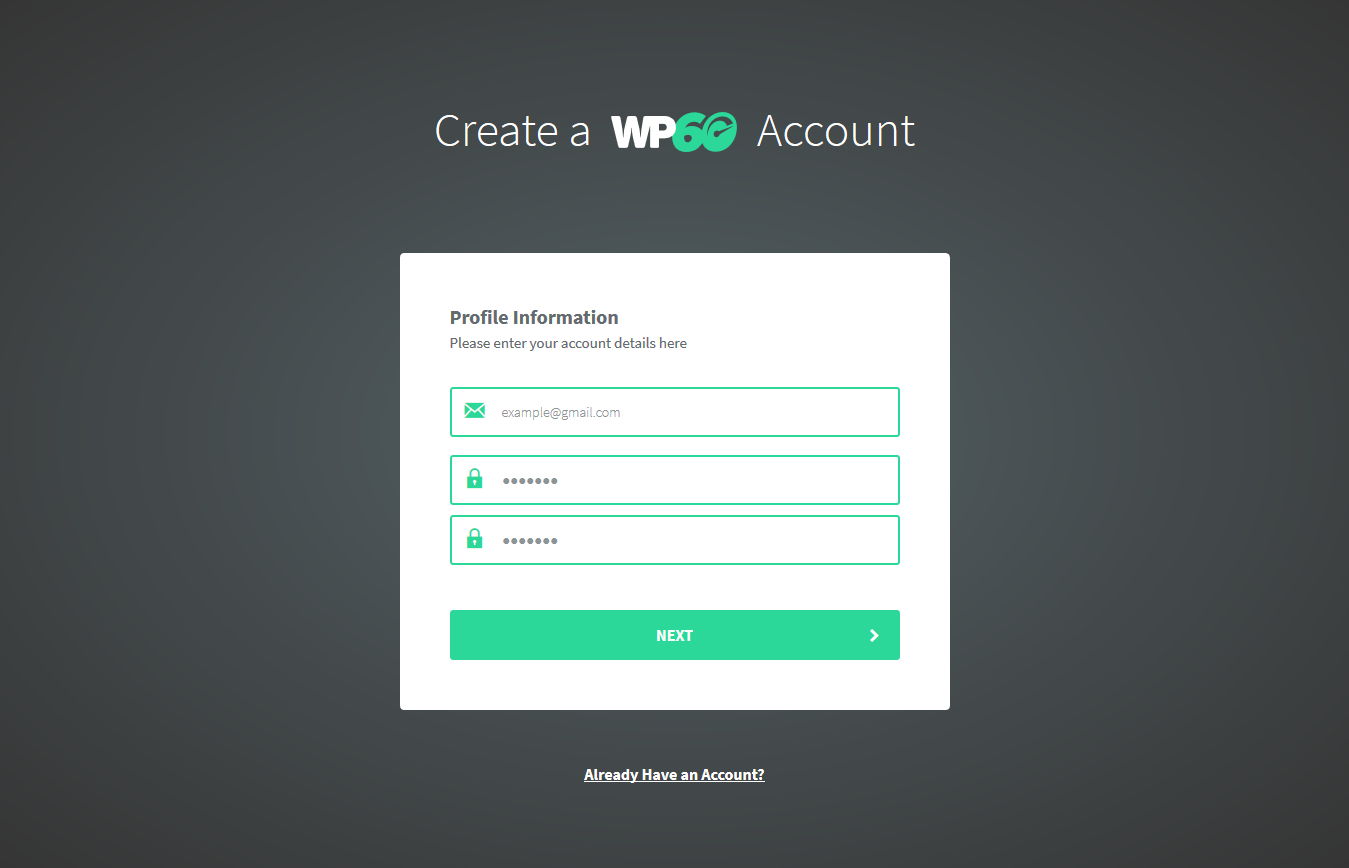 Create a WP60 Account
Profile Information
Please enter your account details here
example@gmail.com
•••••••
•••••••
NEXT
Already Have an Account?